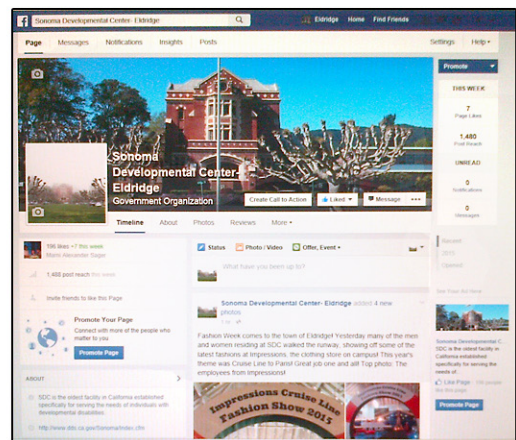 Sonoma Developmental Center- Eldridge
Eldridge Home Find Friends
Page Messages Notifications Insights Posts Settings Help
Promote
THIS WEEK
7
Page Likes
1,480
Post Reach
UNREAD
0
Notifications
0
Messages
Recent
2015
Sonoma
Developmental Center-
Eldridge
Government Organization
Create Call to Action Liked Message
Timeline About Photos Reviews More
196 likes +7 this week
1,488 post reach this week
Invite friends to like this Page
Promote Your Page
Connect with more of the people who
matter to you
Promote Page
ABOUT
SDC is the oldest facility in California established
specifically for serving the needs of individuals with
developmental disabilities.
Status Photo / Video Offer, Event +
What have you been up to?
Sonoma Developmental Center- Eldridge added 4 new
photos
Fashion Week comes to the town of Eldridge! Yesterday many of the men
and women residing at SDC walked the runway, showing off some of the
latest fashions at Impressions, the clothing store on campus! This year's
theme was Cruise Line to Paris! Great job one and all! Top photo: The
employees from Impressions!
Impressions Cruise Line
Fashion Show 2015
Sonoma Developmental C...
SDC is the oldest facility in
California established
specifically for serving the
needs of...
Like Page
Promote Page